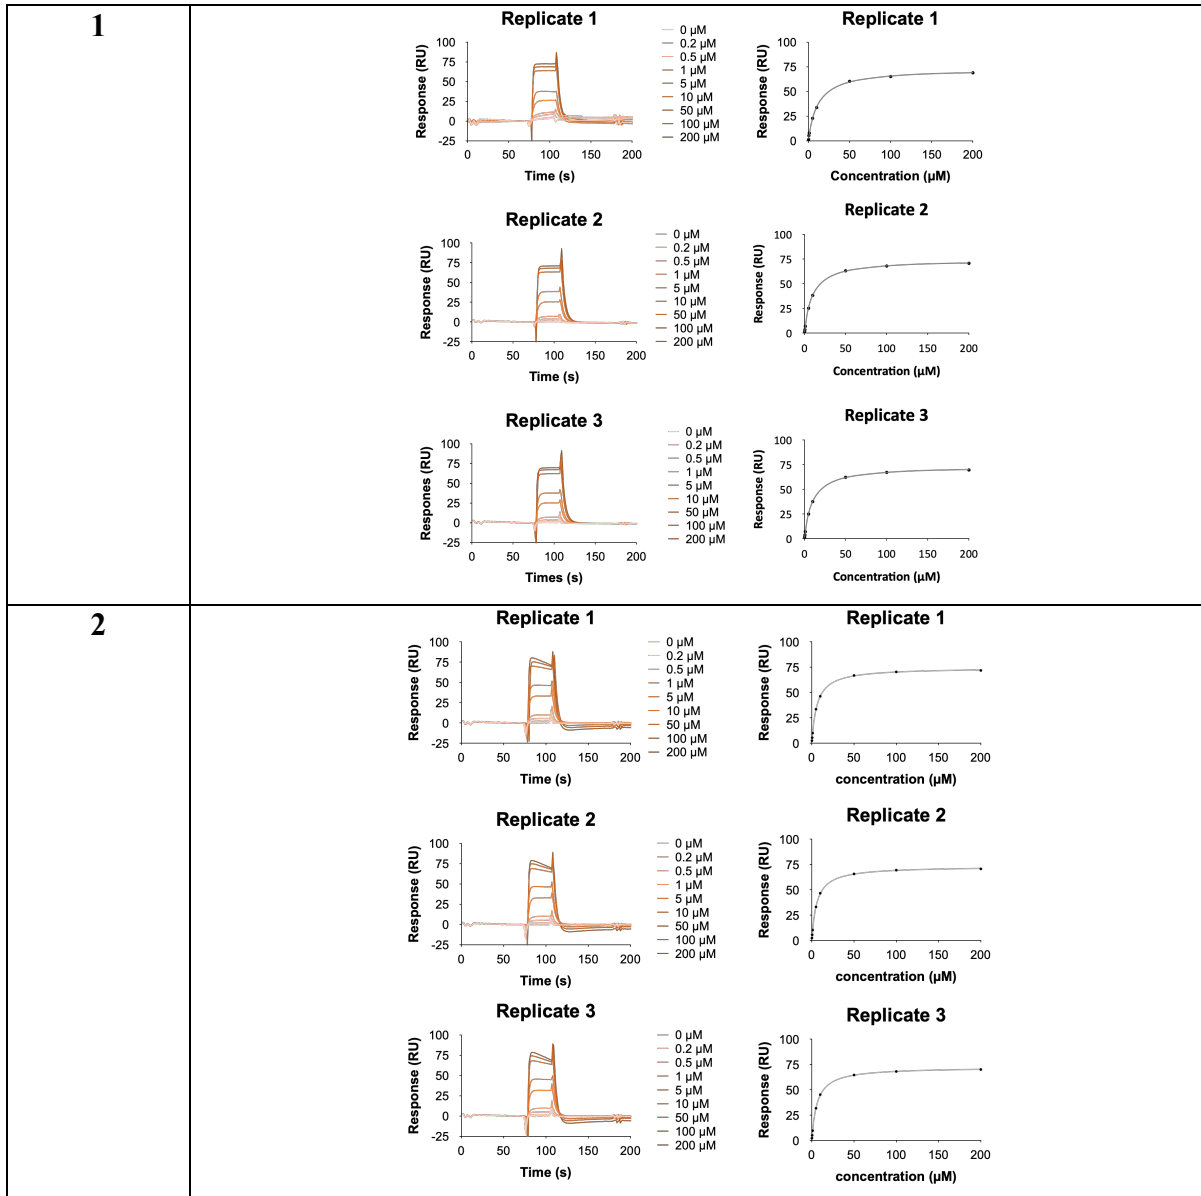 1
Replicate 1
Response (RU)
100
75
50
25
0
-25
0 50 100 150 200
Time (s)
0 µM
0.2 µM
0.5 µM
1 µM
5 µM
10 µM
50 µM
100 µM
200 µM
Replicate 1
Response (RU)
100
75
50
25
0
0 50 100 150 200
Concentration (µM)
Replicate 2
Response (RU)
100
75
50
25
0
-25
0 50 100 150 200
Time (s)
0 µM
0.2 µM
0.5 µM
1 µM
5 µM
10 µM
50 µM
100 µM
200 µM
Replicate 2
Response (RU)
100
75
50
25
0
0 50 100 150 200
Concentration (µM)
Replicate 3
Respones (RU)
100
75
50
25
0
-25
0 50 100 150 200
Times (s)
0 µM
0.2 µM
0.5 µM
1 µM
5 µM
10 µM
50 µM
100 µM
200 µM
Replicate 3
Response (RU)
100
75
50
25
0
0 50 100 150 200
Concentration (µM)
2
Replicate 1
Response (RU)
100
75
50
25
0
-25
0 50 100 150 200
Time (s)
0 µM
0.2 µM
0.5 µM
1 µM
5 µM
10 µM
50 µM
100 µM
200 µM
Replicate 1
Response (RU)
100
75
50
25
0
0 50 100 150 200
concentration (µM)
Replicate 2
Response (RU)
100
75
50
25
0
-25
0 50 100 150 200
Time (s)
0 µM
0.2 µM
0.5 µM
1 µM
5 µM
10 µM
50 µM
100 µM
200 µM
Replicate 2
Response (RU)
100
75
50
25
0
0 50 100 150 200
concentration (µM)
Replicate 3
Response (RU)
100
75
50
25
0
-25
0 50 100 150 200
Time (s)
0 µM
0.2 µM
0.5 µM
1 µM
5 µM
10 µM
50 µM
100 µM
200 µM
Replicate 3
Response (RU)
100
75
50
25
0
0 50 100 150 200
concentration (µM)